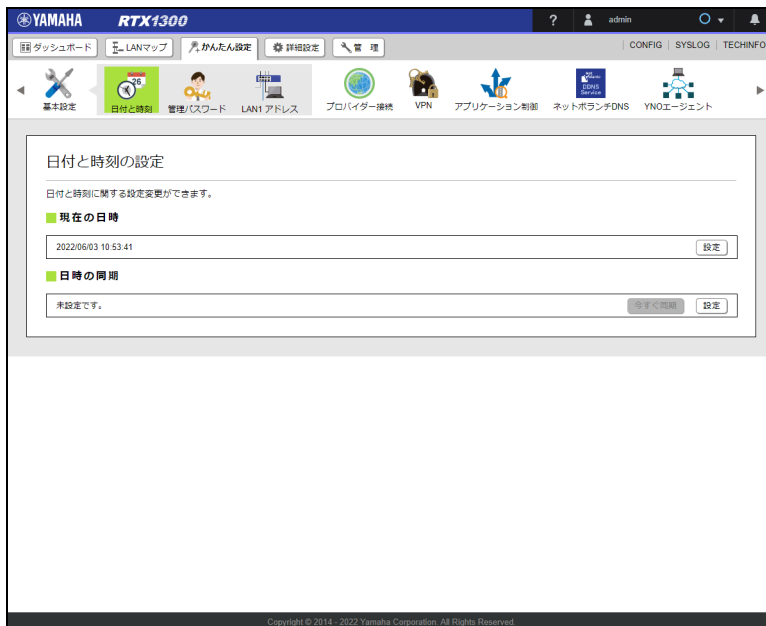 YAMAHA RTX1300 ? admin
ダッシュボード LANマップ かんたん設定 詳細設定 管 理 CONFIG SYSLOG TECHINFO
26
Net Volante DDNS Service
基本設定 日付と時刻 管理パスワード LAN1 アドレス プロバイダー接続 VPN アプリケーション制御 ネットボランチDNS YNOエージェント
日付と時刻の設定
日付と時刻に関する設定変更ができます。
現在の日時
2022/06/03 10:53:41 設定
日時の同期
未設定です。 今すぐ同期 設定
Copyright © 2014 - 2022 Yamaha Corporation. All Rights Reserved.